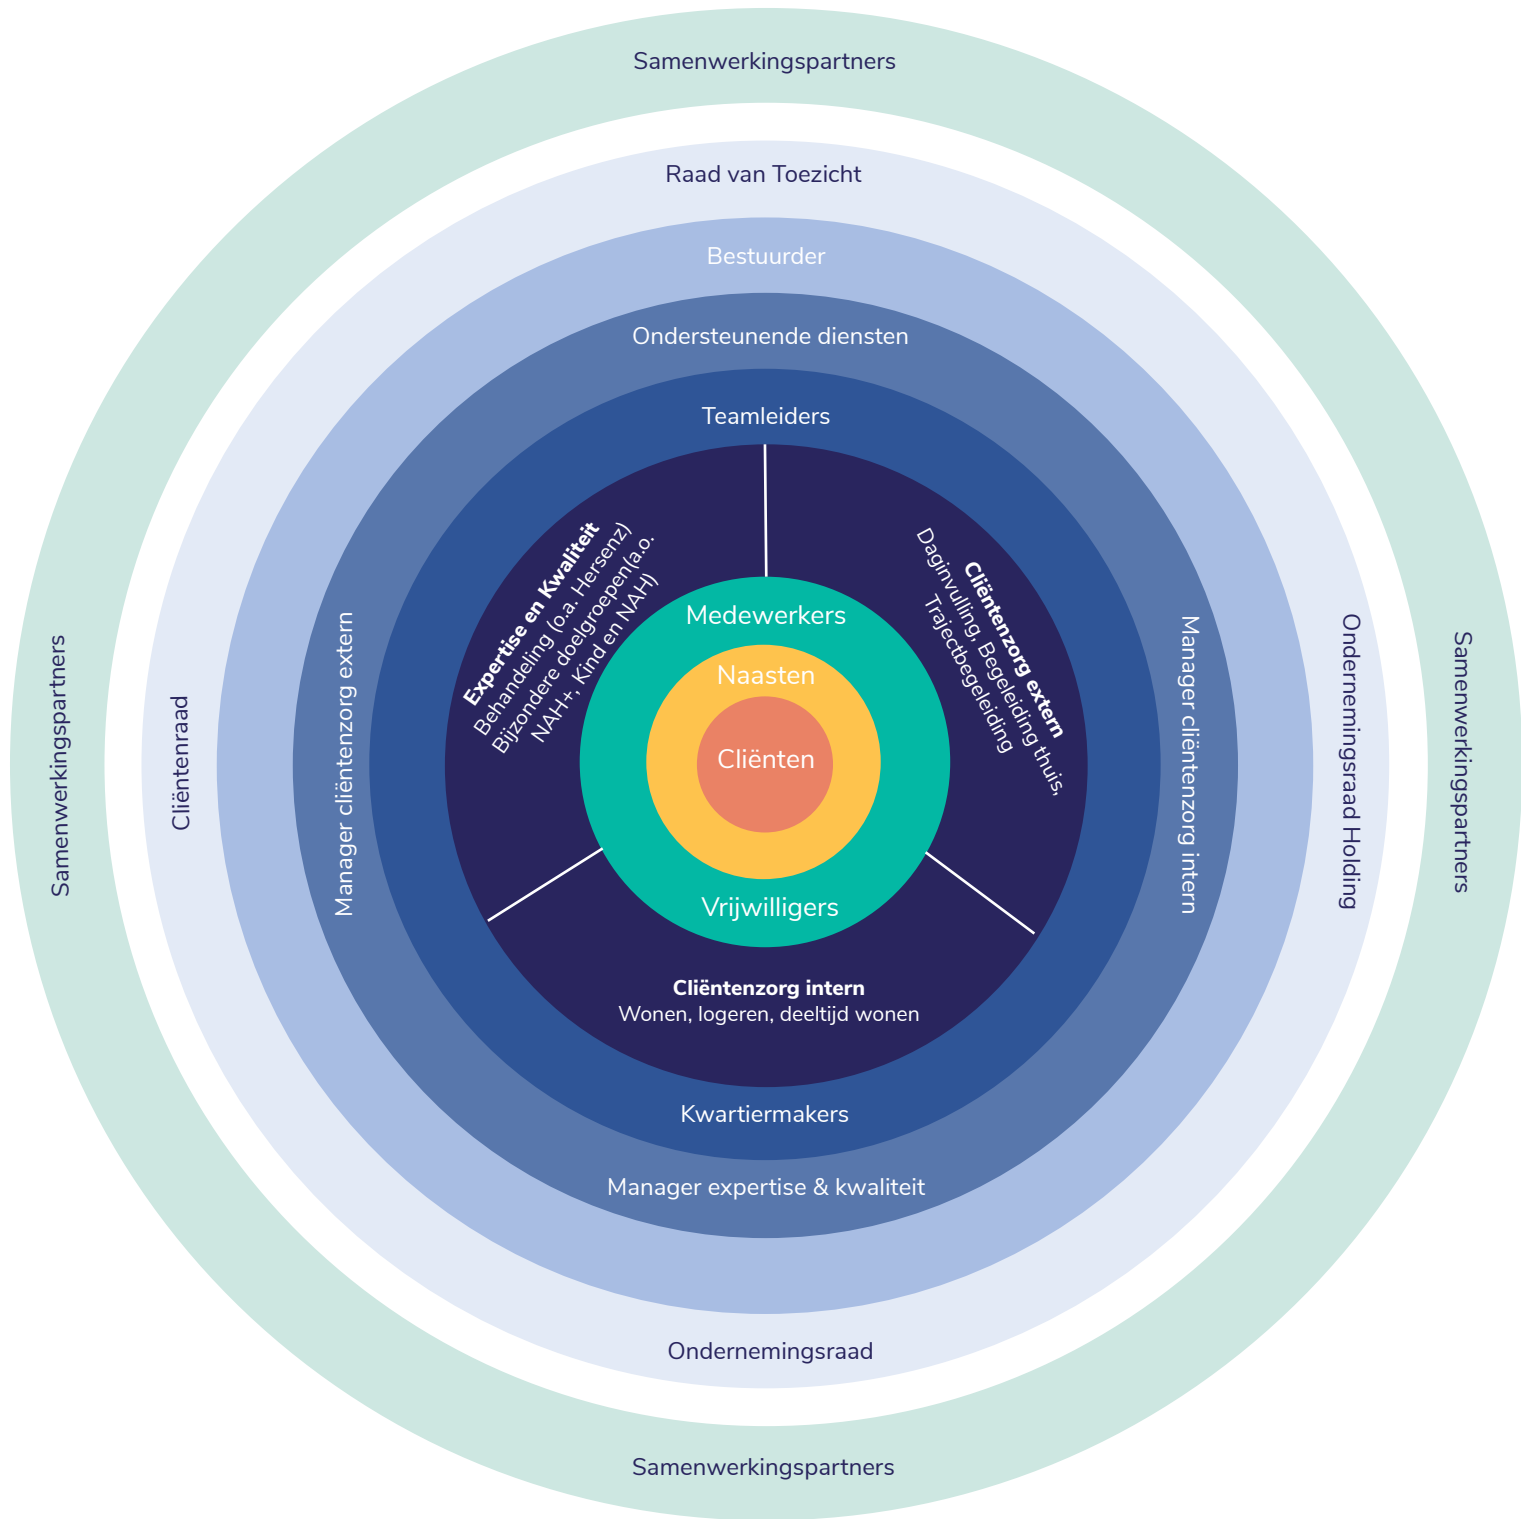 Samenwerkingspartners
Raad van Toezicht
Bestuurder
Ondersteunende diensten
Teamleiders
Expertise en Kwaliteit
Behandeling (o.a. Hersenz)
Bijzondere doelgroepen(a.o.
NAH+, Kind en NAH)
Cliëntenzorg extern
Daginvulling, Begeleiding thuis,
Trajectbegeleiding
Medewerkers
Naasten
Cliënten
Vrijwilligers
Samenwerkingspartners
Cliëntenraad
Manager cliëntenzorg extern
Manager cliëntenzorg intern
Ondernemingsraad Holding
Samenwerkingspartners
Cliëntenzorg intern
Wonen, logeren, deeltijd wonen
Kwartiermakers
Manager expertise & kwaliteit
Ondernemingsraad
Samenwerkingspartners